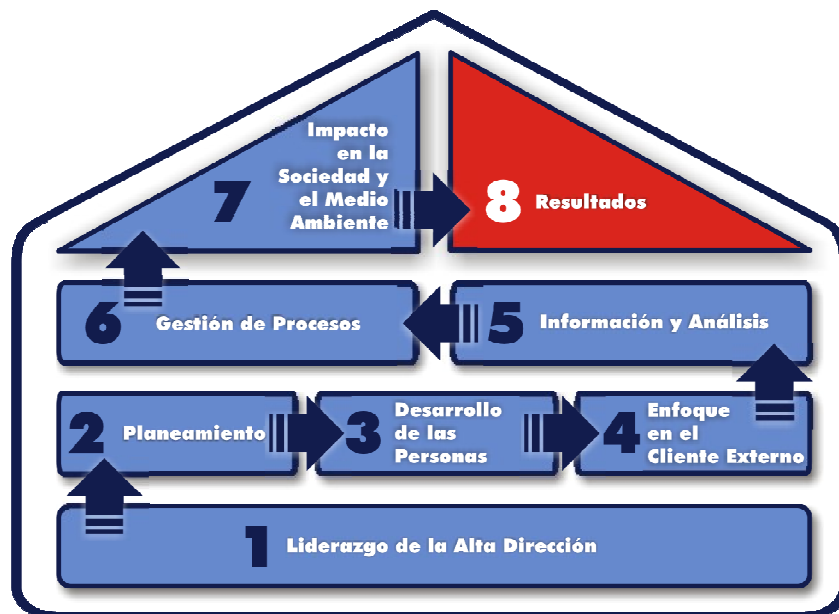 7
Impacto
en la
Sociedad y
el Medio
Ambiente
8 Resultados
6 Gestión de Procesos
5 Información y Análisis
2 Planeamiento
3
Desarrollo
de las
Personas
4
Enfoque
en el
Cliente Externo
1 Liderazgo de la Alta Dirección